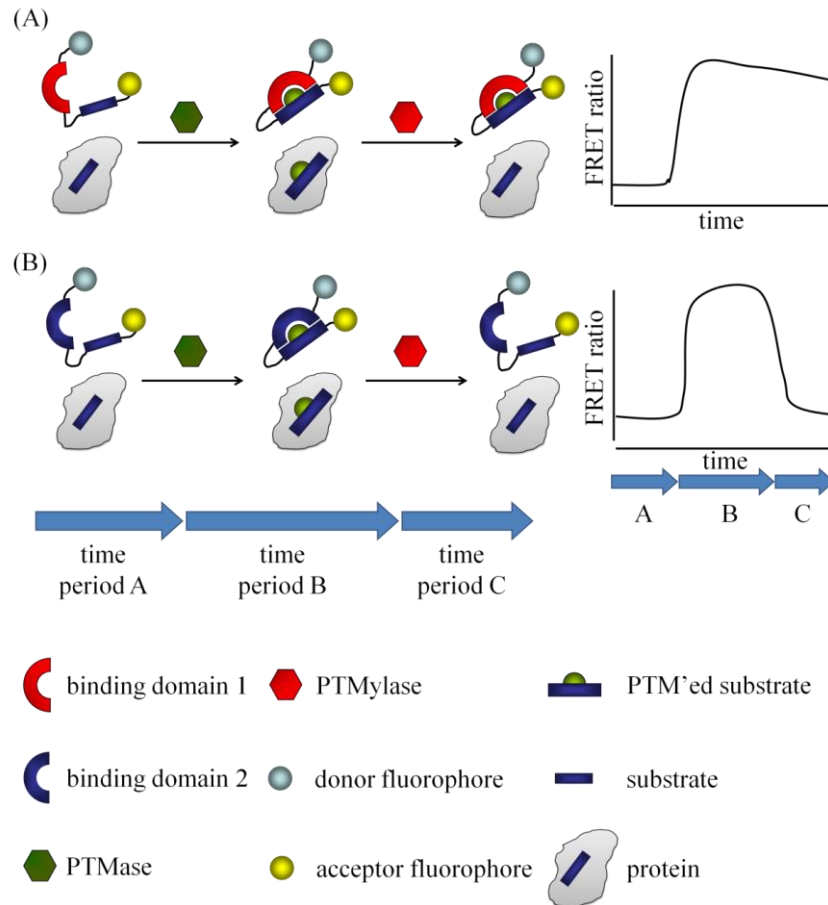 (A)
FRET ratio
time
(B)
FRET ratio
time
A B C
time period A
time period B
time period C
binding domain 1
PTMylase
PTM'ed substrate
binding domain 2
donor fluorophore
substrate
PTMase
acceptor fluorophore
protein